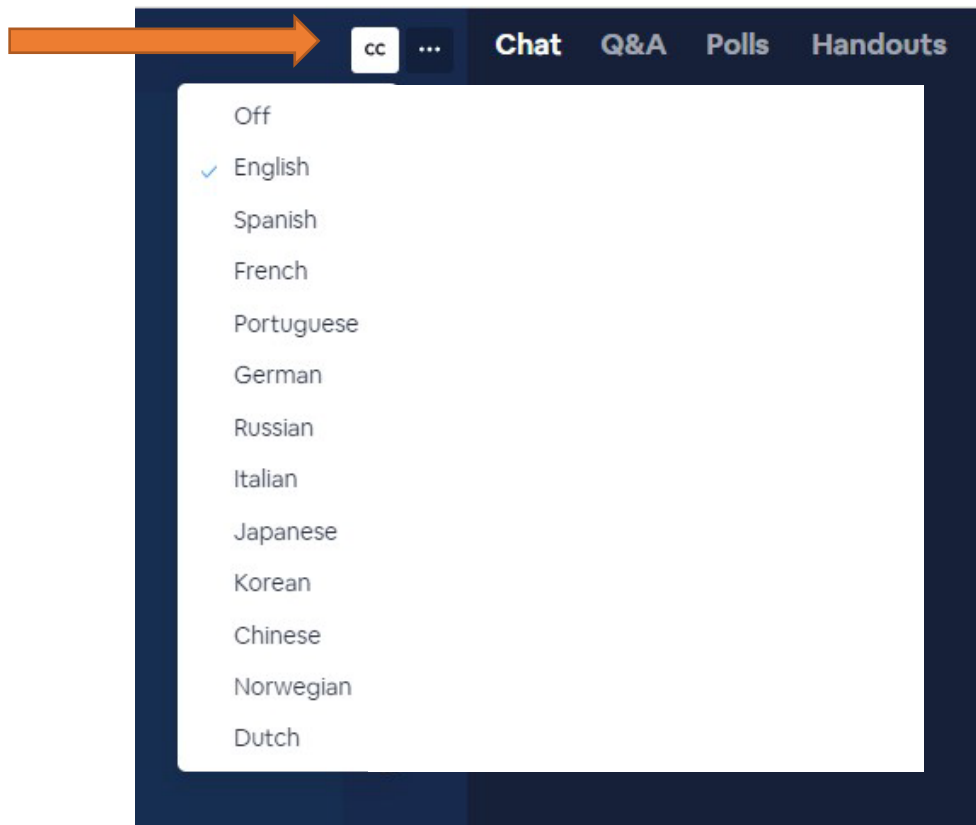 cc ... Chat Q&A Polls Handouts
Off
English
Spanish
French
Portuguese
German
Russian
Italian
Japanese
Korean
Chinese
Norwegian
Dutch